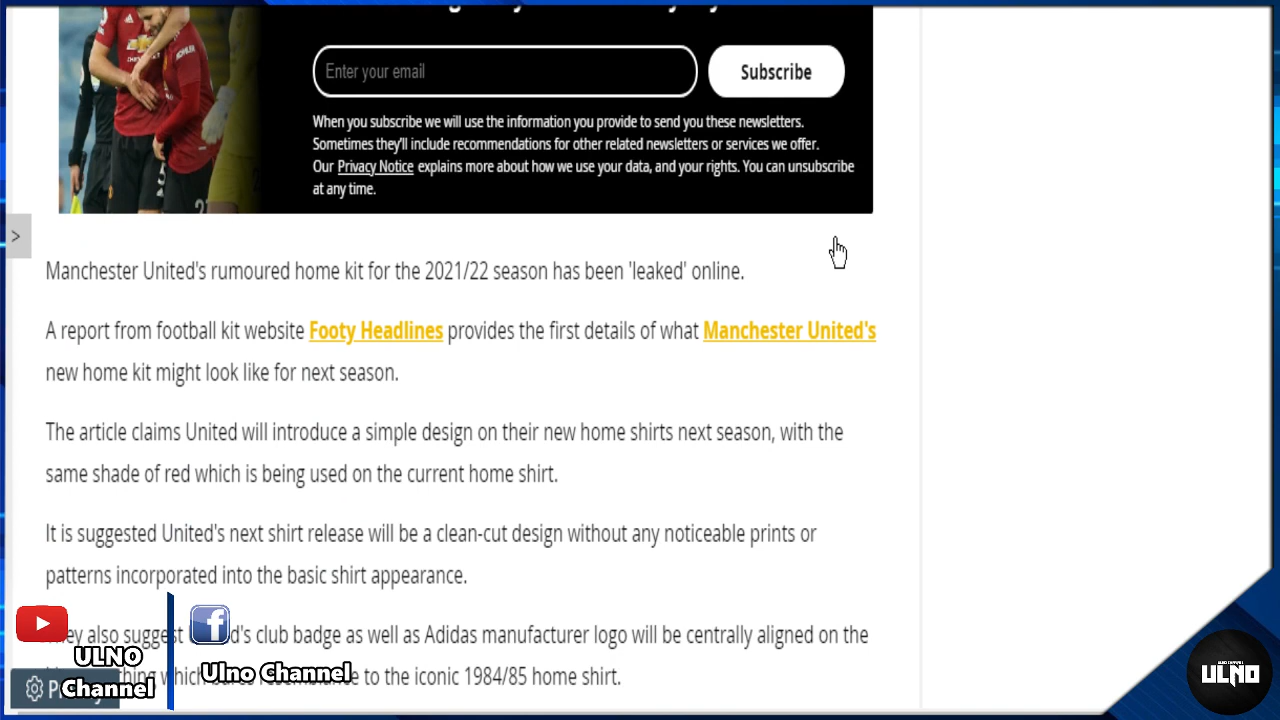 Enter your email
Subscribe
When you subscribe we will use the information you provide to send you these newsletters.
Sometimes they'll include recommendations for other related newsletters or services we offer.
Our Privacy Notice explains more about how we use your data, and your rights. You can unsubscribe
at any time.
>
Manchester United's rumoured home kit for the 2021/22 season has been 'leaked' online.
A report from football kit website Footy Headlines provides the first details of what Manchester United's
new home kit might look like for next season.
The article claims United will introduce a simple design on their new home shirts next season, with the
same shade of red which is being used on the current home shirt.
It is suggested United's next shirt release will be a clean-cut design without any noticeable prints or
patterns incorporated into the basic shirt appearance.
also suggest club badge as well as Adidas manufacturer logo will be centrally aligned on the
which resemblance to the iconic 1984/85 home shirt.
ULNO
Channel
Ulno Channel
ULNO